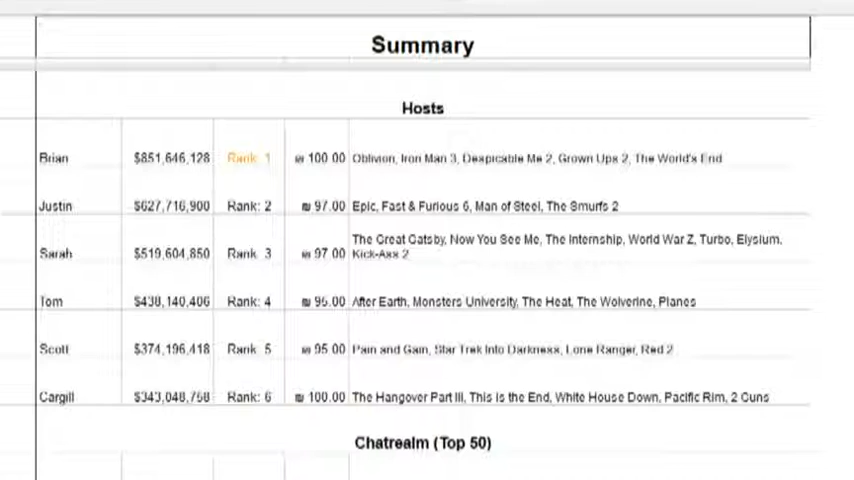 Summary
Hosts
Brian $851,646,128 Rank: 1 ₪ 100.00 Oblivion, Iron Man 3, Despicable Me 2, Grown Ups 2, The World's End
Justin $627,716,900 Rank: 2 ₪ 97.00 Epic, Fast & Furious 6, Man of Steel, The Smurfs 2
The Great Gatsby, Now You See Me, The Internship, World War Z, Turbo, Elysium,
Sarah $519,604,850 Rank: 3 ₪ 97.00 Kick-Ass 2
Tom $438,140,406 Rank: 4 ₪ 95.00 After Earth, Monsters University, The Heat, The Wolverine, Planes
Scott $374,196,418 Rank: 5 ₪ 95.00 Pain and Gain, Star Trek Into Darkness, Lone Ranger, Red 2
Cargill $343,048,758 Rank: 6 ₪ 100.00 The Hangover Part III, This is the End, White House Down, Pacific Rim, 2 Guns
Chatrealm (Top 50)